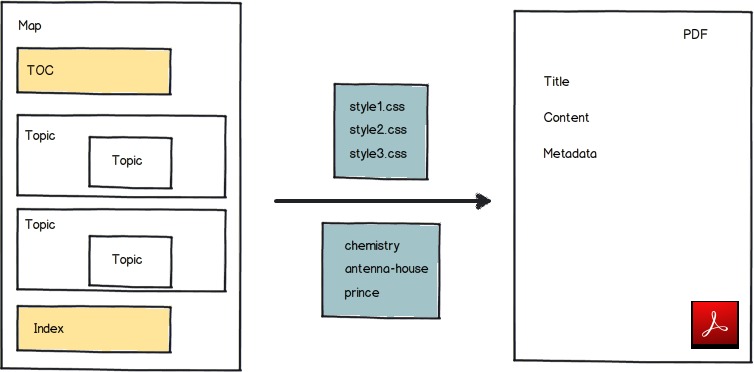 Map
TOC
Topic
Topic
Topic
Topic
Index
style1.css
style2.css
style3.css
chemistry
antenna-house
prince
PDF
Title
Content
Metadata